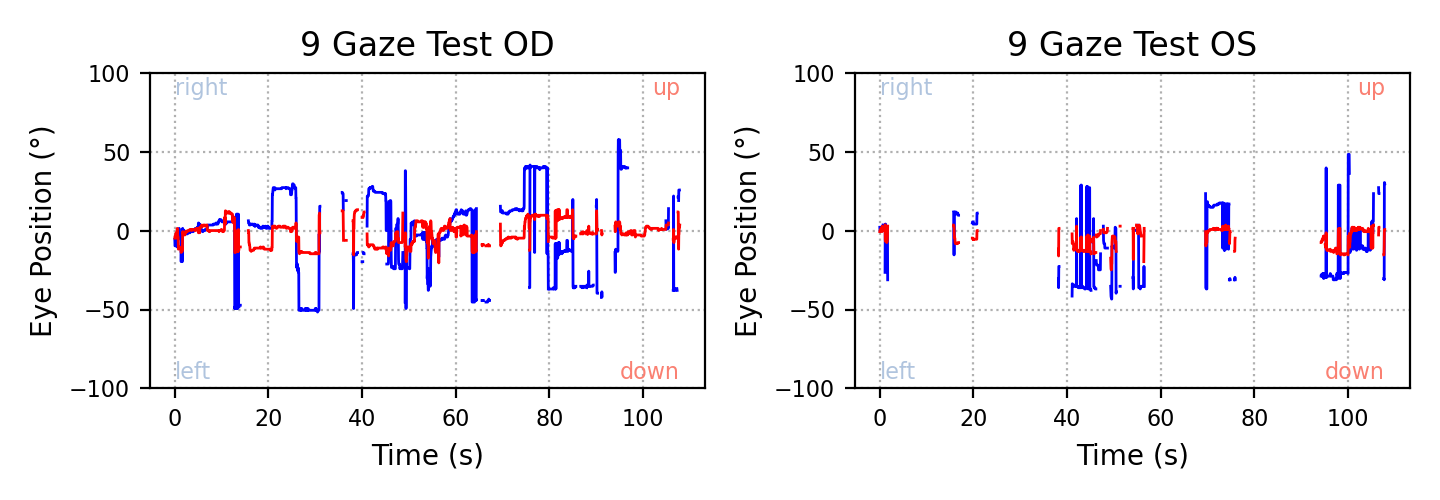 9 Gaze Test OD
Eye Position (°)
100
50
0
−50
−100
right
up
left
down
0 20 40 60 80 100
Time (s)
9 Gaze Test OS
Eye Position (°)
100
50
0
−50
−100
right
up
left
down
0 20 40 60 80 100
Time (s)